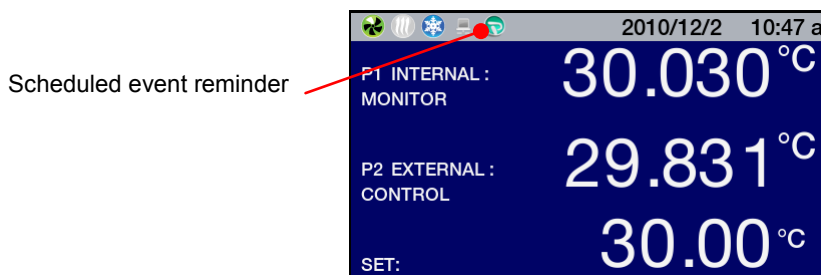 2010/12/2 10:47 a
Scheduled event reminder
P1 INTERNAL :
MONITOR
30.030°C
P2 EXTERNAL :
CONTROL
29.831°C
SET:
30.00°C